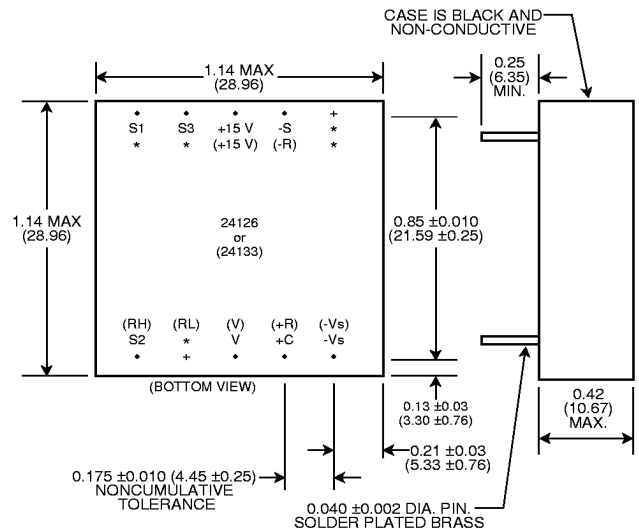 CASE IS BLACK AND
NON-CONDUCTIVE
1.14 MAX
(28.96)
0.25
(6.35)
MIN.
S1 S3 +15 V -S *
* * (+15 V) (-R) *
1.14 MAX
(28.96)
24126
or
(24133)
0.85 ±0.010
(21.59 ±0.25)
(RH) (RL) (V) (+R) (-Vs)
S2 * V +C -Vs
+
(BOTTOM VIEW)
0.13 ±0.03
(3.30 ±0.76)
0.42
(10.67)
MAX.
0.21 ±0.03
(5.33 ±0.76)
0.175 ±0.010 (4.45 ±0.25)
NONCUMULATIVE
TOLERANCE
0.040 ±0.002 DIA. PIN.
SOLDER PLATED BRASS